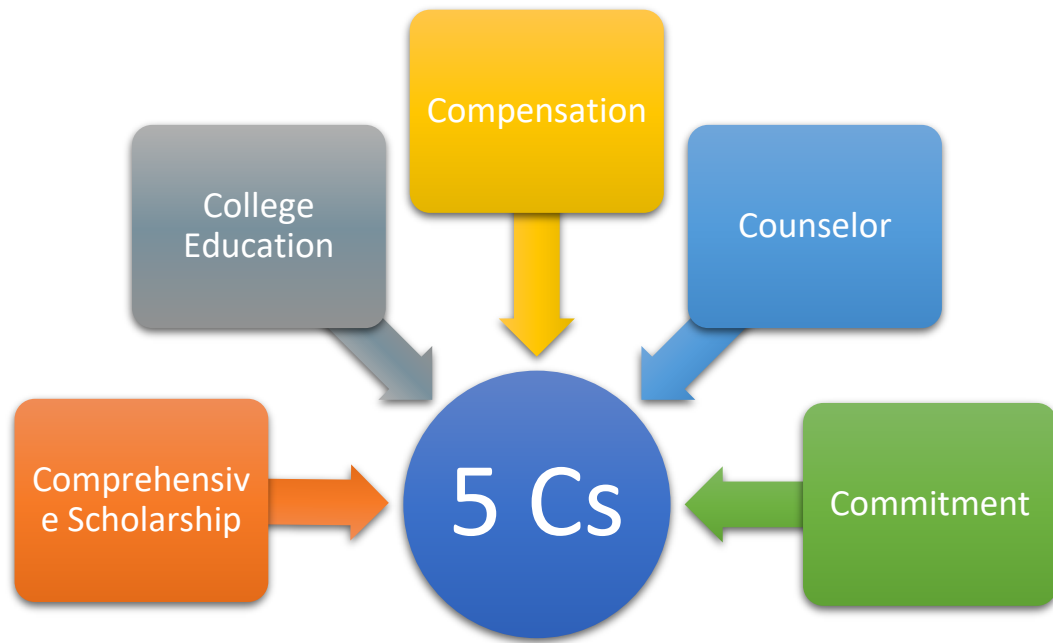 Compensation
College
Education
Counselor
Comprehensiv
e Scholarship
5 Cs
Commitment